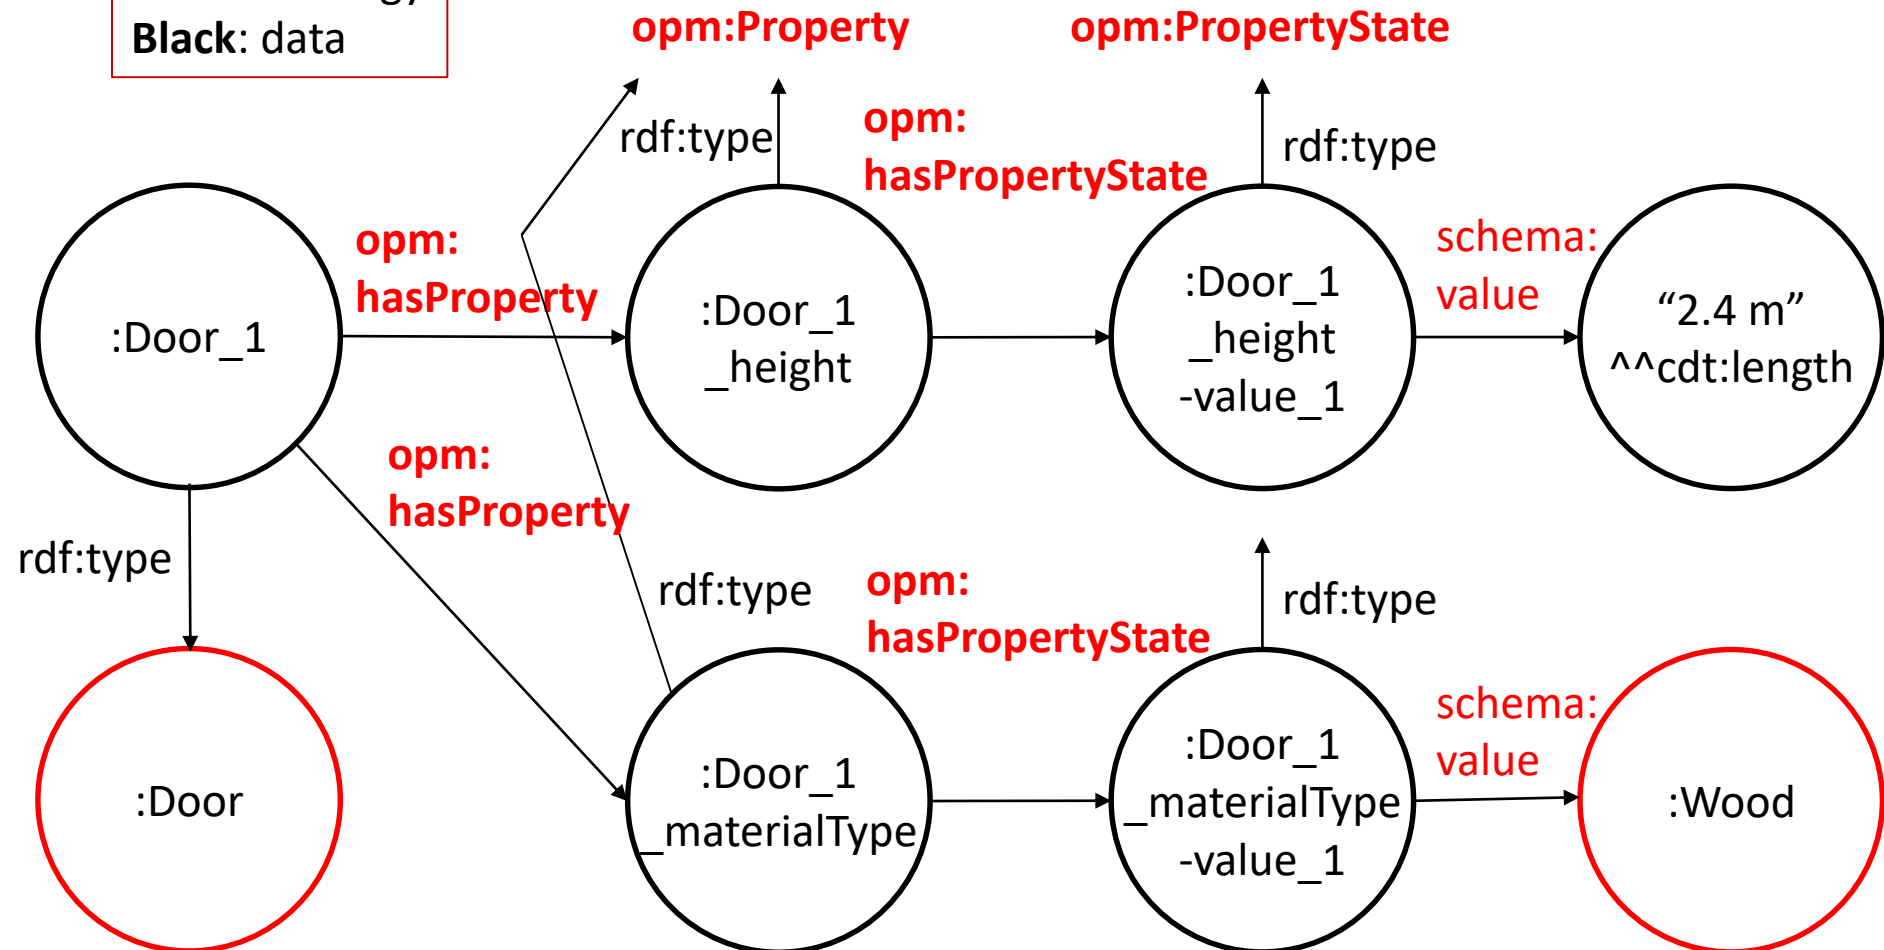 Black: data
opm:Property
opm:PropertyState
rdf:type
opm:
hasPropertyState
rdf:type
opm:
hasProperty
schema:
value
:Door_1
:Door_1
_height
:Door_1
_height
-value_1
“2.4 m”
^^cdt:length
opm:
hasProperty
rdf:type
rdf:type
opm:
hasPropertyState
rdf:type
schema:
value
:Door
:Door_1
_materialType
:Door_1
_materialType
-value_1
:Wood